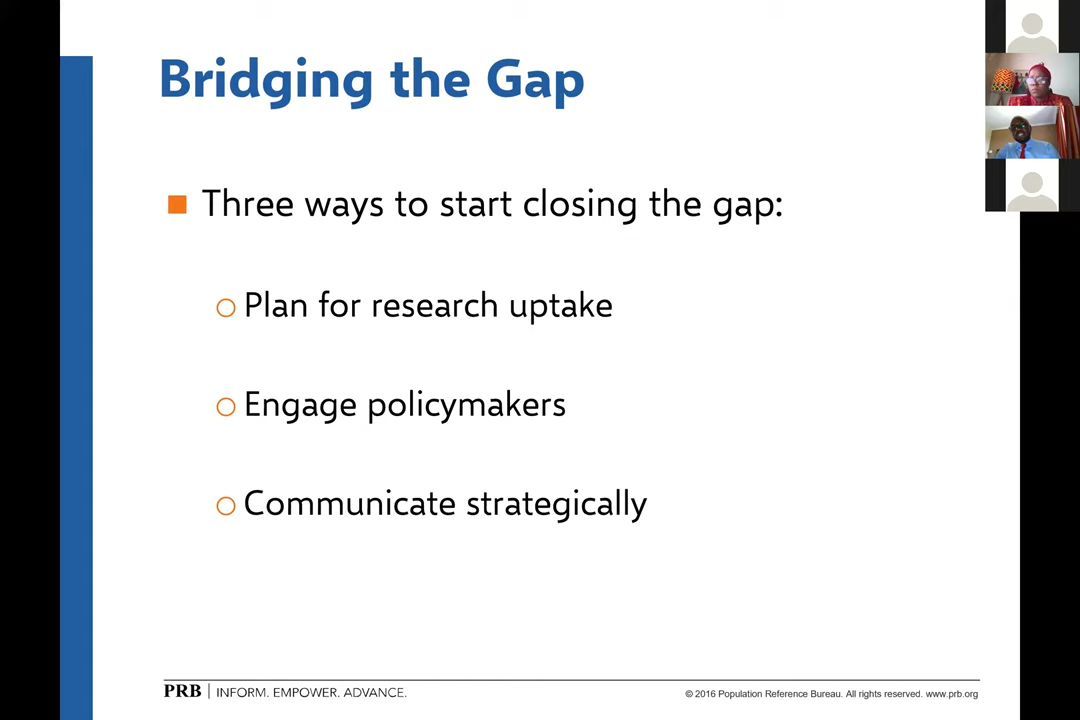 Bridging the Gap
Three ways to start closing the gap:
Plan for research uptake
Engage policymakers
Communicate strategically
PRB | INFORM. EMPOWER. ADVANCE.
© 2016 Population Reference Bureau. All rights reserved. www.prb.org